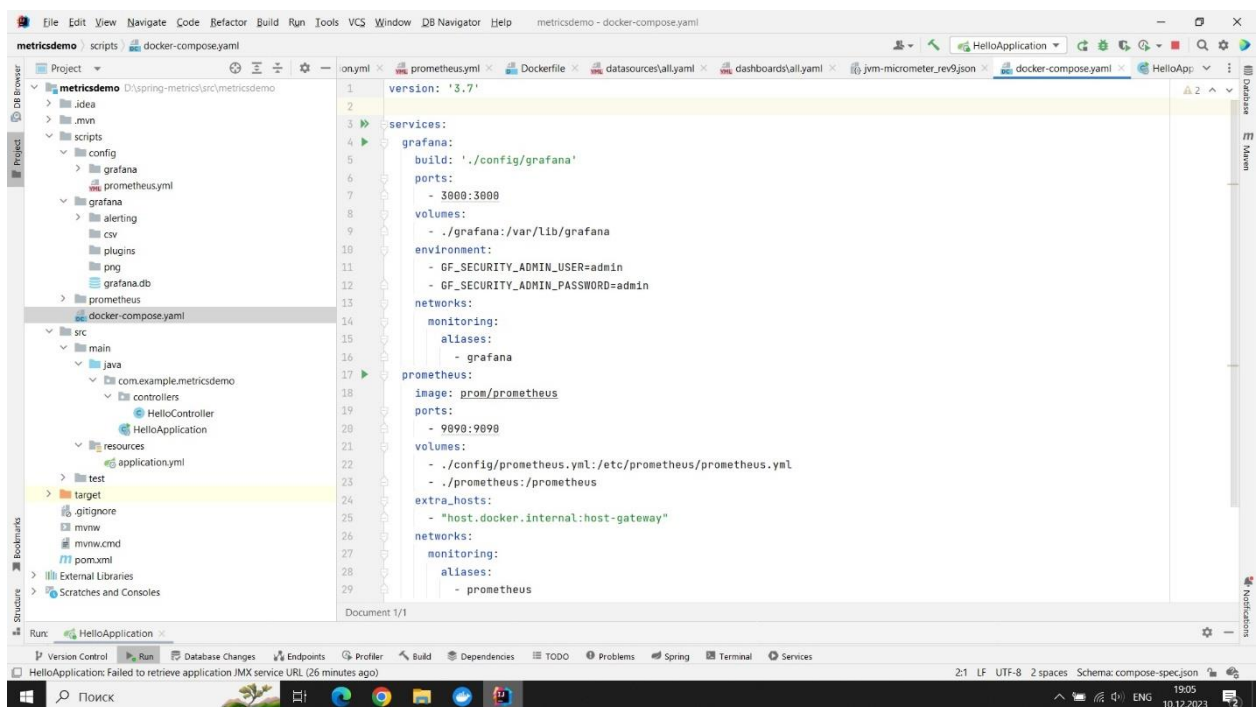 File Edit View Navigate Code Refactor Build Run Tools VCS Window DB Navigator Help metricsdemo - docker-compose.yaml
metricsdemo scripts docker-compose.yaml HelloApplication
Project
ion.yml prometheus.yml Dockerfile datasources\all.yaml dashboards\all.yaml jvm-micrometer_rev9.json docker-compose.yaml HelloApp
DB Browser
Project
Bookmarks
Structure
metricsdemo D:\spring-metrics\src\metricsdemo
.idea
.mvn
scripts
config
grafana
prometheus.yml
grafana
alerting
csv
plugins
png
grafana.db
prometheus
docker-compose.yaml
src
main
java
com.example.metricsdemo
controllers
HelloController
HelloApplication
resources
application.yml
test
target
.gitignore
mvnw
mvnw.cmd
pom.xml
External Libraries
Scratches and Consoles
1 version: '3.7'
2
3 services:
4 grafana:
5 build: './config/grafana'
6 ports:
7 - 3000:3000
8 volumes:
9 - ./grafana:/var/lib/grafana
10 environment:
11 - GF_SECURITY_ADMIN_USER=admin
12 - GF_SECURITY_ADMIN_PASSWORD=admin
13 networks:
14 monitoring:
15 aliases:
16 - grafana
17 prometheus:
18 image: prom/prometheus
19 ports:
20 - 9090:9090
21 volumes:
22 - ./config/prometheus.yml:/etc/prometheus/prometheus.yml
23 - ./prometheus:/prometheus
24 extra_hosts:
25 - "host.docker.internal:host-gateway"
26 networks:
27 monitoring:
28 aliases:
29 - prometheus
2
Database
m Maven
Notifications
Document 1/1
Run: HelloApplication
Version Control Run Database Changes Endpoints Profiler Build Dependencies TODO Problems Spring Terminal Services
HelloApplication: Failed to retrieve application JMX service URL (26 minutes ago) 2:1 LF UTF-8 2 spaces Schema: compose-spec.json
Поиск ENG 19:05
10.12.2023